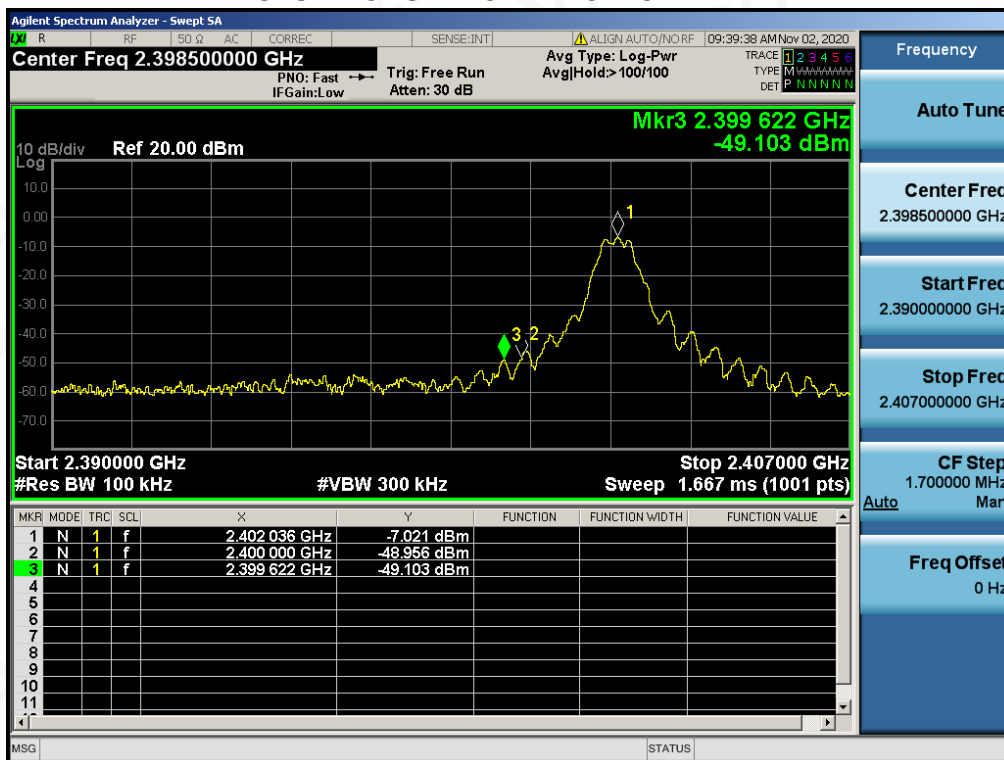 Agilent Spectrum Analyzer - Swept SA
LXI R RF 50 Ω AC CORREC SENSE:INT ALIGN AUTO/NO RF 09:39:38 AM Nov 02, 2020
Center Freq 2.398500000 GHz
PNO: Fast
IFGain:Low
Trig: Free Run
Atten: 30 dB
Avg Type: Log-Pwr
Avg|Hold:>100/100
TRACE 1 2 3 4 5 6
TYPE M WWWWW
DET P N N N N N
Mkr3 2.399 622 GHz
-49.103 dBm
10 dB/div Ref 20.00 dBm
Log
10.0
0.00
-10.0
-20.0
-30.0
-40.0
-50.0
-60.0
-70.0
1
3 2
Start 2.390000 GHz Stop 2.407000 GHz
#Res BW 100 kHz #VBW 300 kHz Sweep 1.667 ms (1001 pts)
MKR MODE TRC SCL X Y FUNCTION FUNCTION WIDTH FUNCTION VALUE
1 N 1 f 2.402 036 GHz -7.021 dBm
2 N 1 f 2.400 000 GHz -48.956 dBm
3 N 1 f 2.399 622 GHz -49.103 dBm
4
5
6
7
8
9
10
11
MSG STATUS
Frequency
Auto Tune
Center Freq
2.398500000 GHz
Start Freq
2.390000000 GHz
Stop Freq
2.407000000 GHz
CF Step
1.700000 MHz
Auto Man
Freq Offset
0 Hz